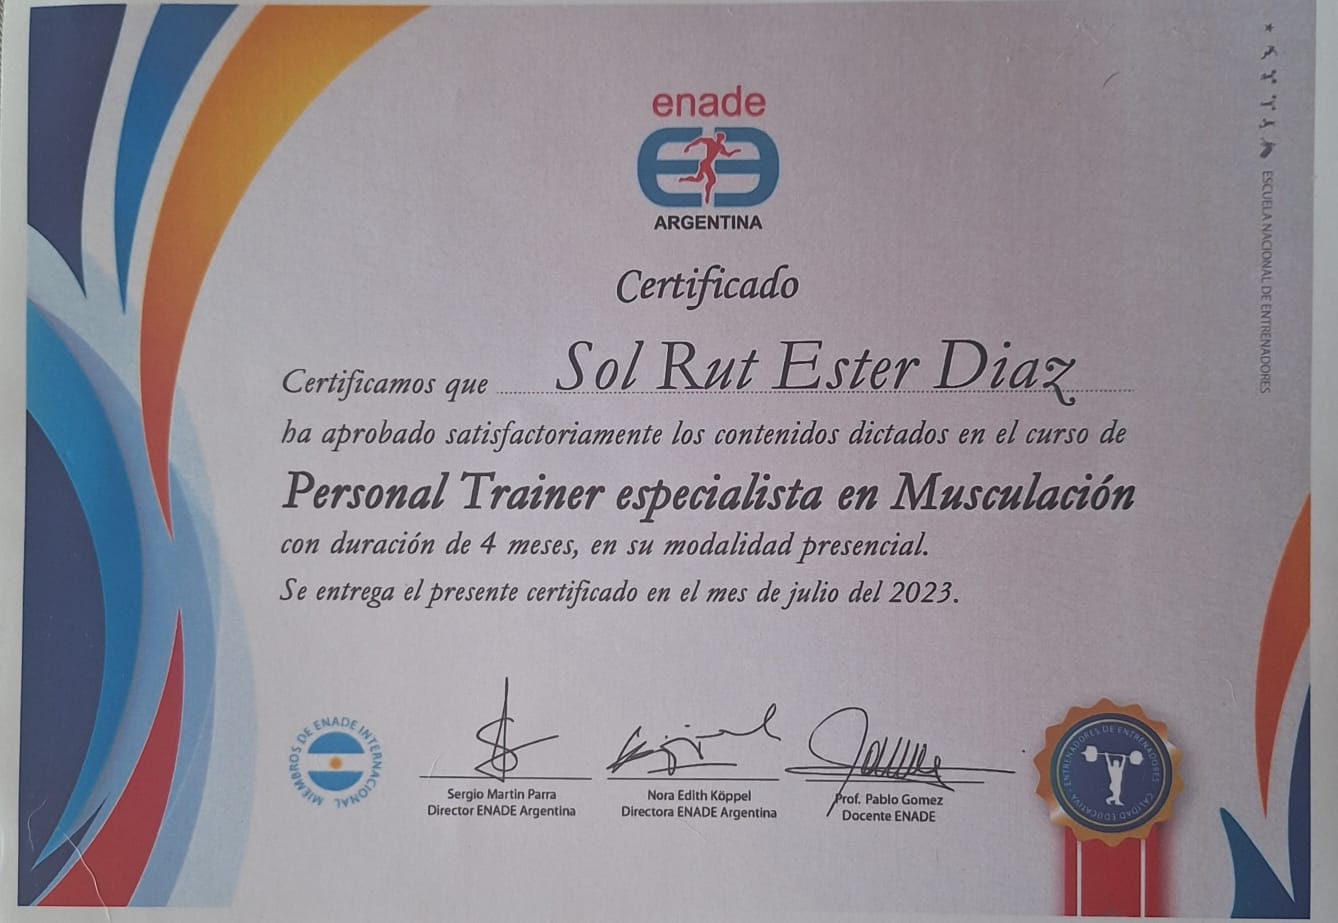 enade
ARGENTINA
Certificado
Certificamos que Sol Rut Ester Diaz
ha aprobado satisfactoriamente los contenidos dictados en el curso de
Personal Trainer especialista en Musculación
con duración de 4 meses, en su modalidad presencial.
Se entrega el presente certificado en el mes de julio del 2023.
MIEMBROS DE ENADE INTERNACIONAL
Sergio Martin Parra
Director ENADE Argentina
Nora Edith Köppel
Directora ENADE Argentina
Prof. Pablo Gomez
Docente ENADE
ENTRENADORES DE ENTRENADORES
CALIDAD EDUCATIVA
ESCUELA NACIONAL DE ENTRENADORES